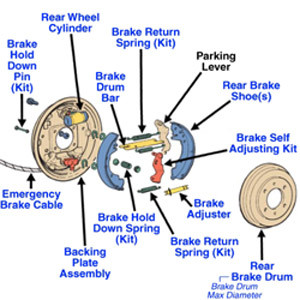 Rear Wheel
Cylinder
Brake Return
Spring (Kit)
Brake
Hold
Down
Pin
(Kit)
Parking
Lever
Brake
Drum
Bar
Rear Brake
Shoe(s)
Brake Self
Adjusting Kit
Emergency
Brake Cable
Brake Hold
Down Spring
(Kit)
Brake
Adjuster
Backing
Plate
Assembly
Brake Return
Spring (Kit)
Rear
Brake Drum
Brake Drum
Max Diameter